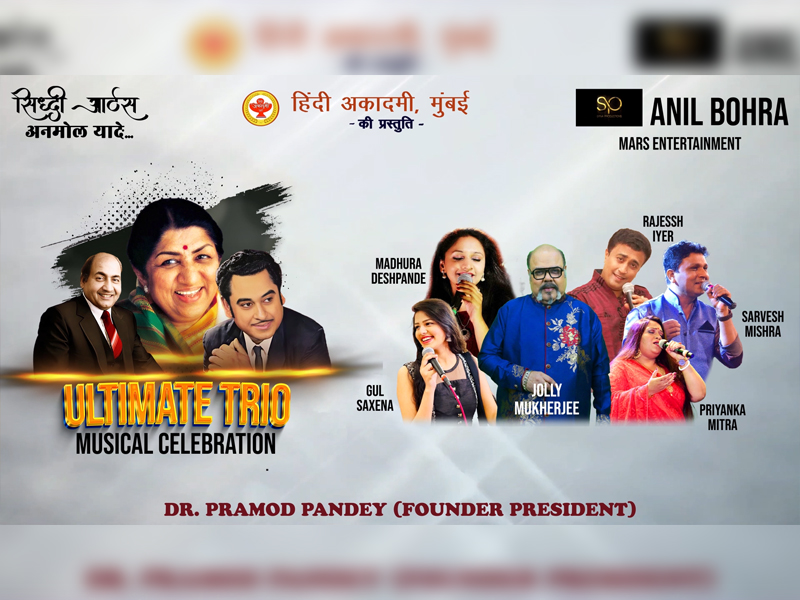 सिध्दी आर्ट्स
अनमोल यादे...
हिंदी अकादमी, मुंबई
- की प्रस्तुति -
SP
ANIL BOHRA
MARS ENTERTAINMENT
ULTIMATE TRIO
MUSICAL CELEBRATION
MADHURA
DESHPANDE
RAJESSH
IYER
SARVESH
MISHRA
GUL
SAXENA
JOLLY
MUKHERJEE
PRIYANKA
MITRA
DR. PRAMOD PANDEY (FOUNDER PRESIDENT)